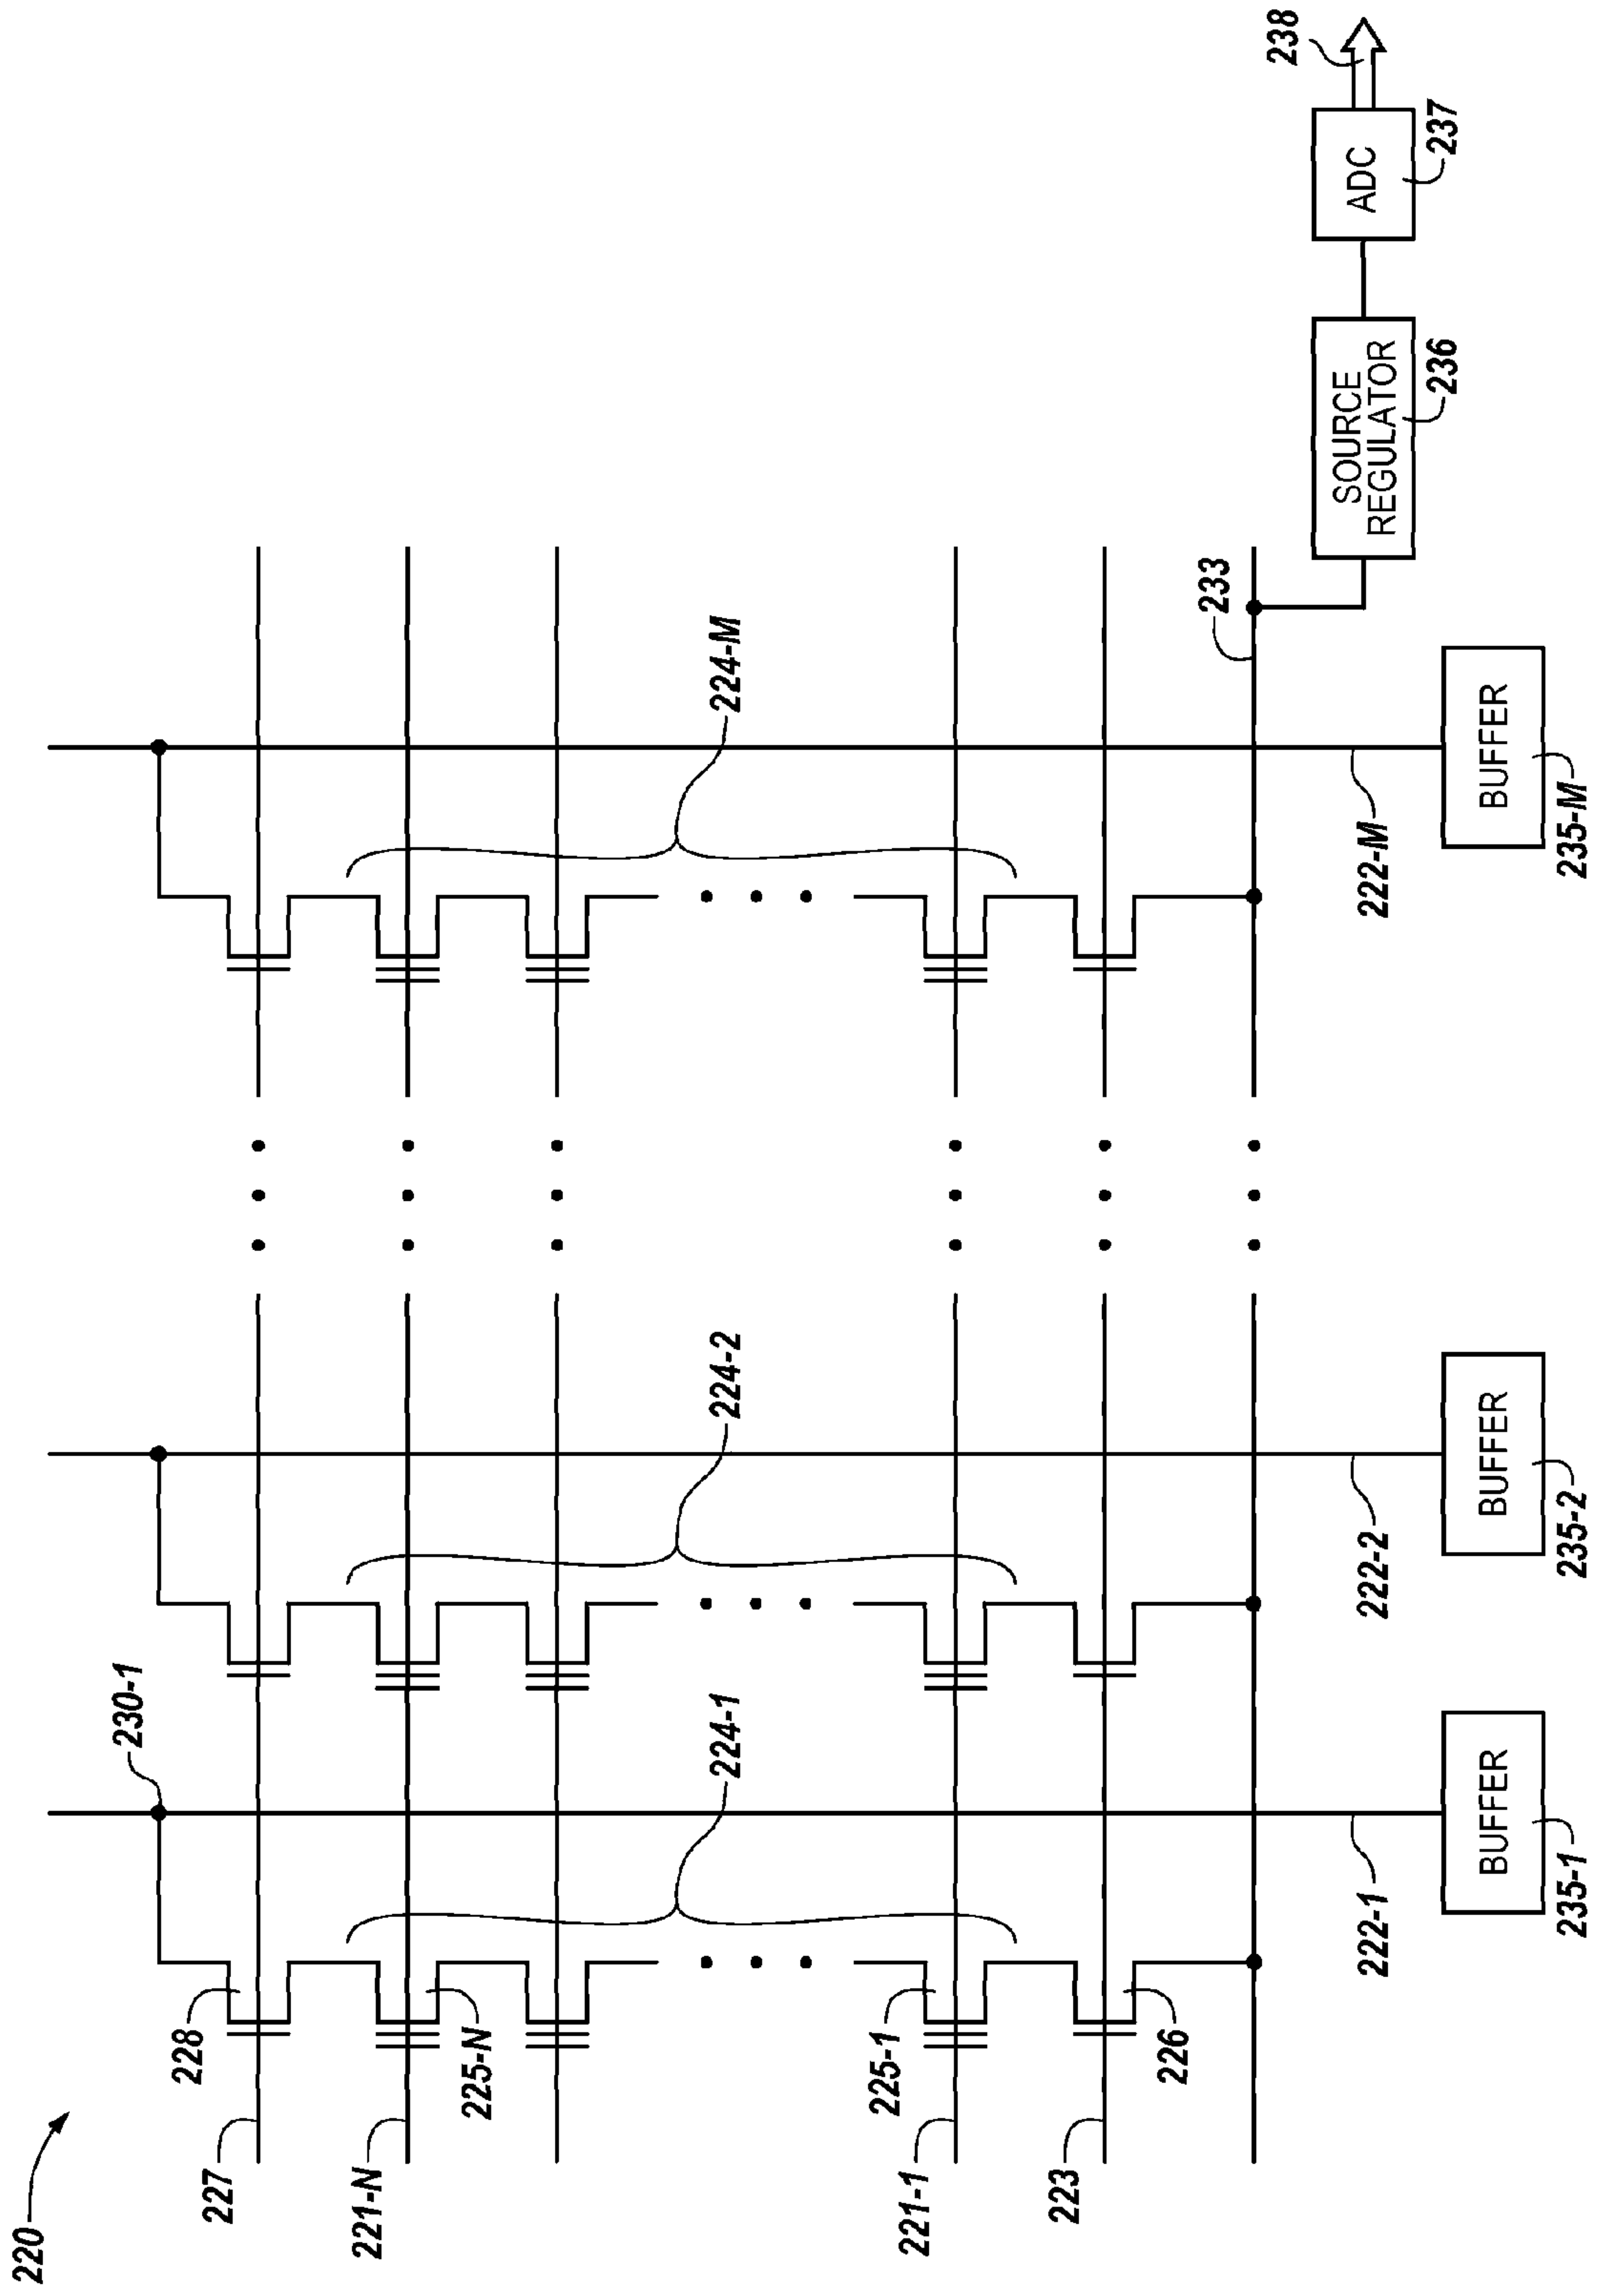 220
227
228
230-1
221-N
225-N
224-1
224-2
224-M
221-1
225-1
223
226
233
222-1
222-2
222-M
BUFFER
235-1
BUFFER
235-2
BUFFER
235-M
SOURCE
REGULATOR
236
ADC
237
238